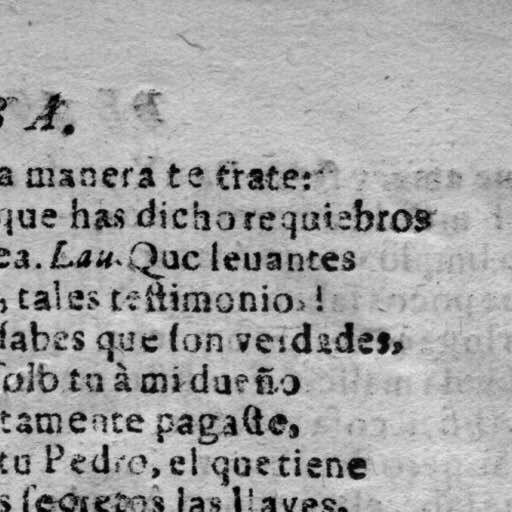 A.
a manera te trate:
que has dicho requiebros
ea. Lau. Que leuantes
, tales teſtimonios!
ſabes que ſon verdades,
ſolo tu à mi dueño
tamente pagaſte,
tu Pedro, el que tiene
s ſecretos las llaves.